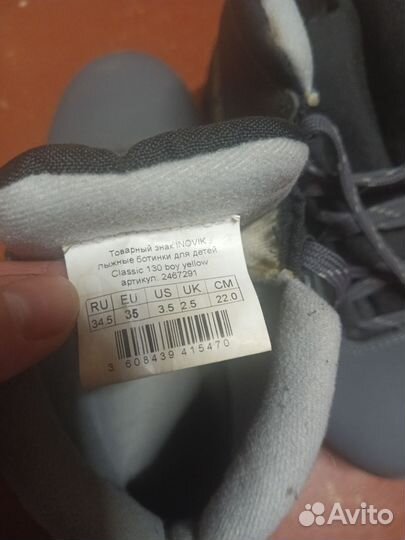 Товарный знак INOVIK
лыжные ботинки для детей
Classic 130 boy yellow
артикул. 2467291
RU EU US UK CM
34.5 35 3.5 2.5 22.0
3 608439 415470
Avito